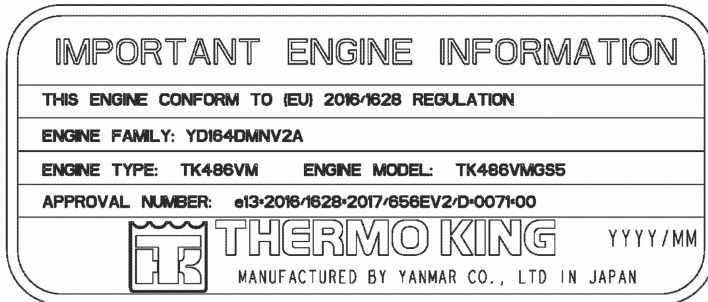 IMPORTANT ENGINE INFORMATION
THIS ENGINE CONFORM TO (EU) 2016/1628 REGULATION
ENGINE FAMILY: YD164DMNV2A
ENGINE TYPE: TK486VM ENGINE MODEL: TK486VMGS5
APPROVAL NUMBER: e13*2016/1628*2017/656EV2/D*0071*00
TK THERMO KING YYYY/MM
MANUFACTURED BY YANMAR CO., LTD IN JAPAN